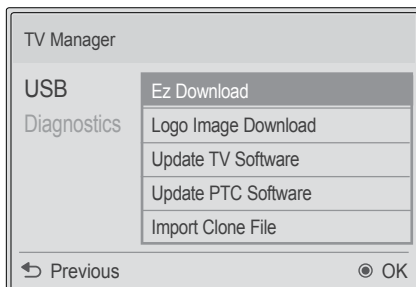 TV Manager
USB
Ez Download
Diagnostics
Logo Image Download
Update TV Software
Update PTC Software
Import Clone File
Previous
OK